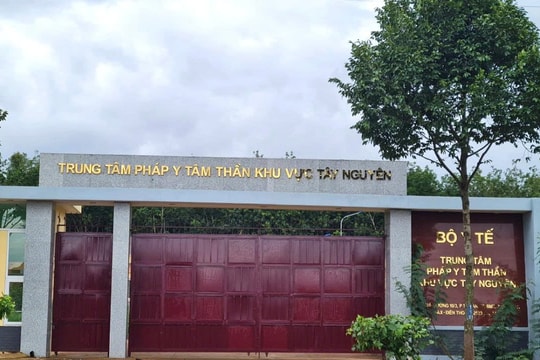 TRUNG TÂM PHÁP Y TÂM THẦN KHU VỰC TÂY NGUYÊN
BỘ Y TẾ
TRUNG TÂM
PHÁP Y TÂM THẦN
KHU VỰC TÂY NGUYÊN